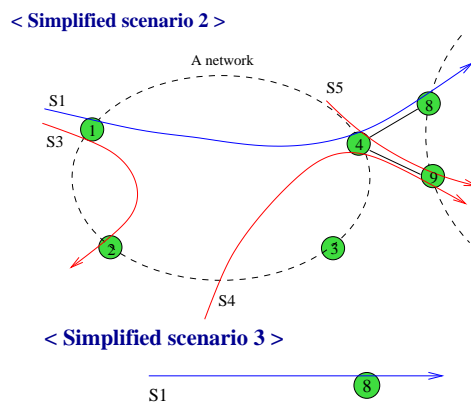 < Simplified scenario 2 >
A network
S5
S1
8
1
S3
4
9
2
3
S4
< Simplified scenario 3 >
8
S1